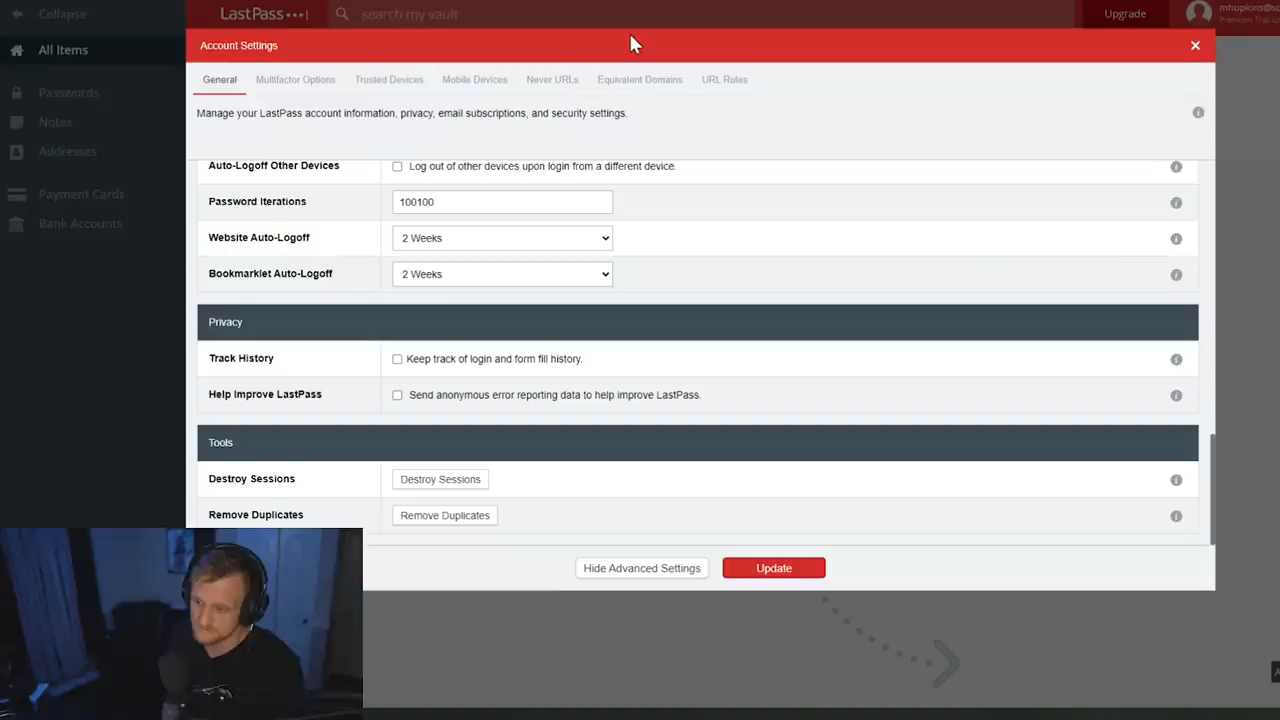 Collapse
LastPass
search my vault
Upgrade
mhopkins@sc
Premium Trial
Account Settings
All Items
General Multifactor Options Trusted Devices Mobile Devices Never URLs Equivalent Domains URL Rules
Passwords
Manage your LastPass account information, privacy, email subscriptions, and security settings.
Notes
Addresses
Auto-Logoff Other Devices Log out of other devices upon login from a different device.
Payment Cards
Password Iterations 100100
Bank Accounts
Website Auto-Logoff 2 Weeks
Bookmarklet Auto-Logoff 2 Weeks
Privacy
Track History Keep track of login and form fill history.
Help Improve LastPass Send anonymous error reporting data to help improve LastPass.
Tools
Destroy Sessions Destroy Sessions
Remove Duplicates Remove Duplicates
Hide Advanced Settings Update